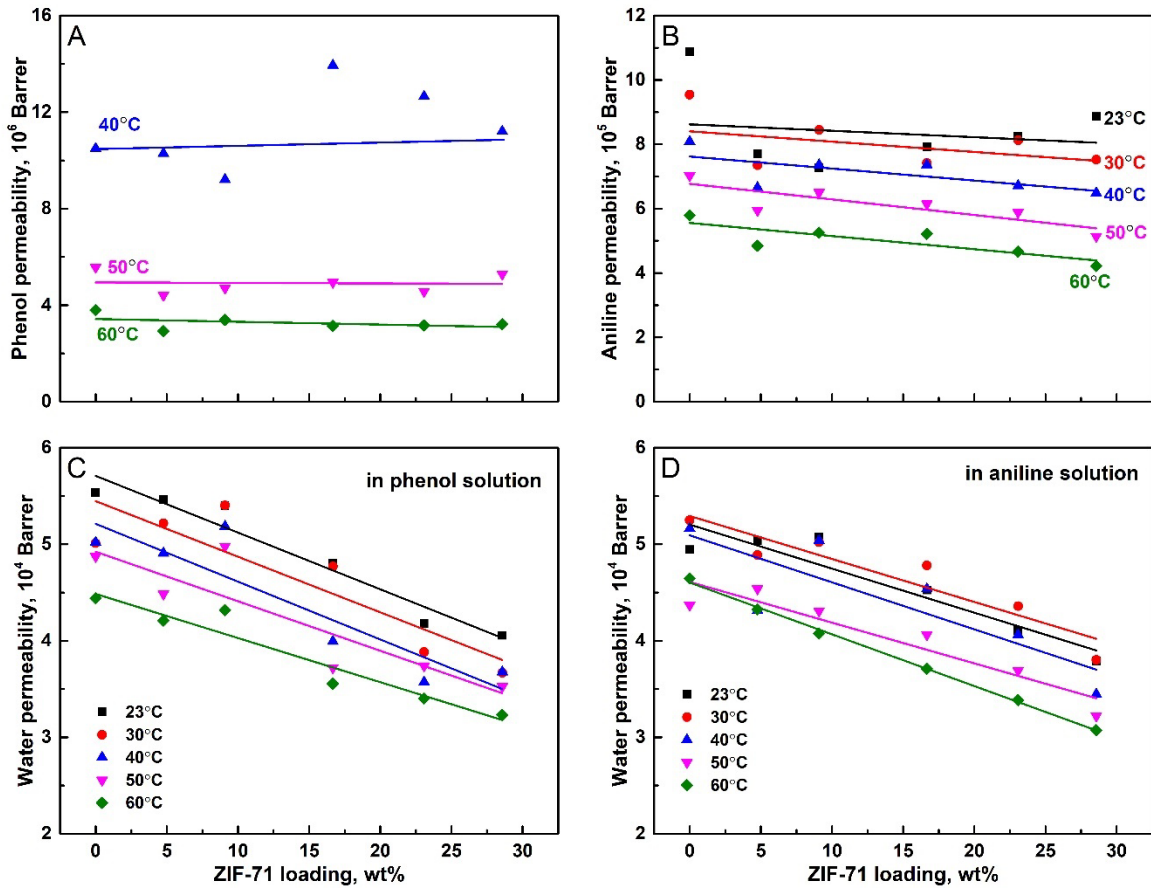 A
Phenol permeability, 10⁶ Barrer
16
12
8
4
0
40°C
50°C
60°C
B
Aniline permeability, 10⁵ Barrer
12
10
8
6
4
2
0
23°C
30°C
40°C
50°C
60°C
C
in phenol solution
Water permeability, 10⁴ Barrer
6
5
4
3
2
23°C
30°C
40°C
50°C
60°C
0 5 10 15 20 25 30
ZIF-71 loading, wt%
D
in aniline solution
Water permeability, 10⁴ Barrer
6
5
4
3
2
23°C
30°C
40°C
50°C
60°C
0 5 10 15 20 25 30
ZIF-71 loading, wt%